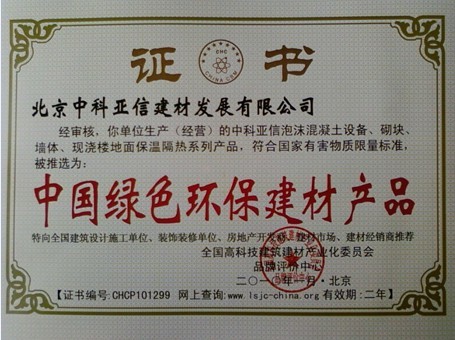 证书
CHC
CHINA CBM
北京中科亚信建材发展有限公司
经审核，你单位生产（经营）的中科亚信泡沫混凝土设备、砌块、
墙体、现浇楼地面保温隔热系列产品，符合国家有害物质限量标准，
被推选为：
中国绿色环保建材产品
特向全国建筑设计施工单位、装饰装修单位、房地产开发商、建材市场、建材经销商推荐
全国高科技建筑建材产业化委员会
品牌评价中心
二〇一 年一月·北京
【证书编号:CHCP101299 网上查询:www.lsjc-china.org 有效期:二年】